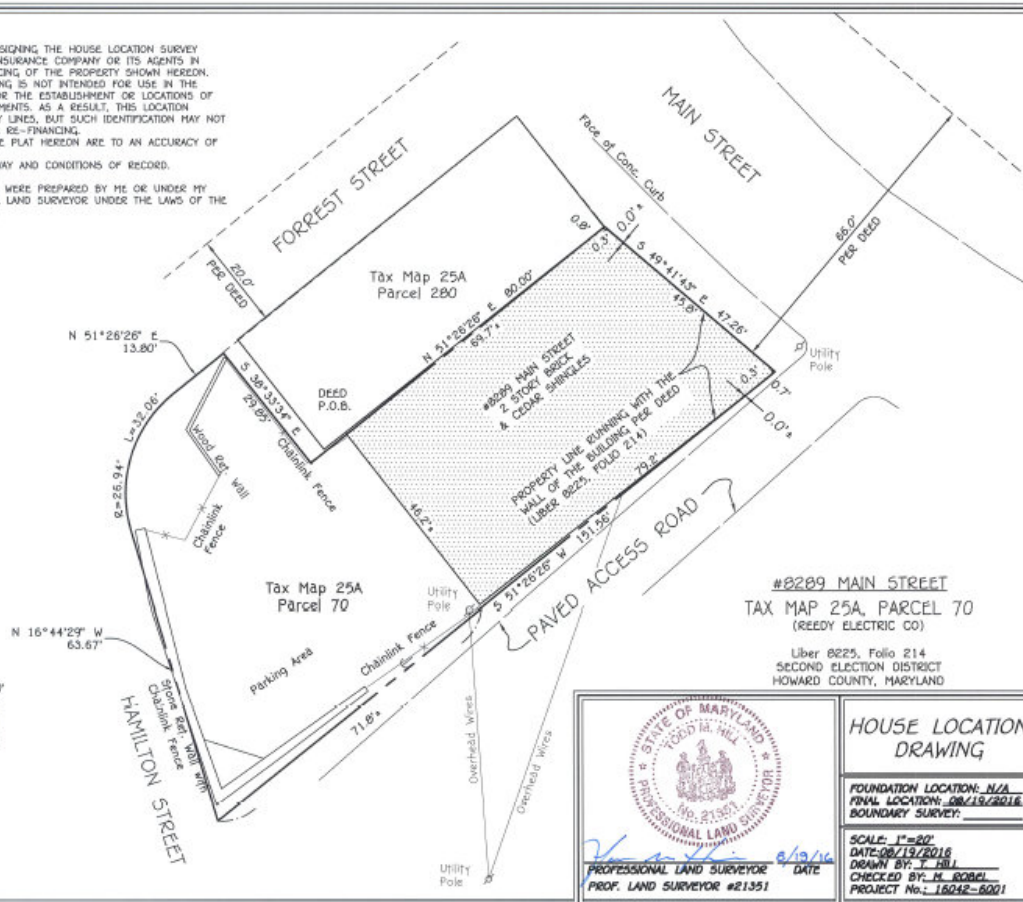 SIGNING THE HOUSE LOCATION SURVEY
NSURANCE COMPANY OR ITS AGENTS IN
CING OF THE PROPERTY SHOWN HEREON.
NG IS NOT INTENDED FOR USE IN THE
R THE ESTABLISHMENT OR LOCATIONS OF
MENTS. AS A RESULT, THIS LOCATION
Y LINES, BUT SUCH IDENTIFICATION MAY NOT
RE-FINANCING.
E PLAT HEREON ARE TO AN ACCURACY OF
AY AND CONDITIONS OF RECORD.
WERE PREPARED BY ME OR UNDER MY
LAND SURVEYOR UNDER THE LAWS OF THE
FORREST STREET
MAIN STREET
Face of Conc. Curb
66.0'
PER DEED
20.0'
PER DEED
Tax Map 25A
Parcel 280
0.8'
0.3'
0.0'±
S 49°41'43" E 47.26'
45.8'
N 51°26'26" E 80.00'
69.7'±
N 51°26'26" E
13.80'
S 38°33'34" E
29.85'
DEED
P.O.B.
#8289 MAIN STREET
2 STORY BRICK
& CEDAR SHINGLES
PROPERTY LINE RUNNING WITH THE
WALL OF THE BUILDING PER DEED
(LIBER 8225, FOLIO 214)
Utility
Pole
0.3'
0.7'
0.0'±
L=32.06'
R=26.94'
Wood Ret. Wall
Chainlink
Fence
Chainlink Fence
46.2'±
79.2'
S 51°26'26" W 151.56'
PAVED ACCESS ROAD
Tax Map 25A
Parcel 70
Utility
Pole
N 16°44'29" W
63.67'
Parking Area
Chainlink Fence
Stone Ret. Wall with
Chainlink Fence
HAMILTON STREET
71.8'±
Overhead Wires
Overhead Wires
Utility
Pole
#8289 MAIN STREET
TAX MAP 25A, PARCEL 70
(REEDY ELECTRIC CO)
Liber 8225, Folio 214
SECOND ELECTION DISTRICT
HOWARD COUNTY, MARYLAND
STATE OF MARYLAND
TODD M. HILL
No. 21351
PROFESSIONAL LAND SURVEYOR
8/19/16
PROFESSIONAL LAND SURVEYOR DATE
PROF. LAND SURVEYOR #21351
HOUSE LOCATION
DRAWING
FOUNDATION LOCATION: N/A
FINAL LOCATION: 08/19/2016
BOUNDARY SURVEY:
SCALE: 1"=20'
DATE: 08/19/2016
DRAWN BY: T. HILL
CHECKED BY: M. ROBEL
PROJECT No.: 16042-6001